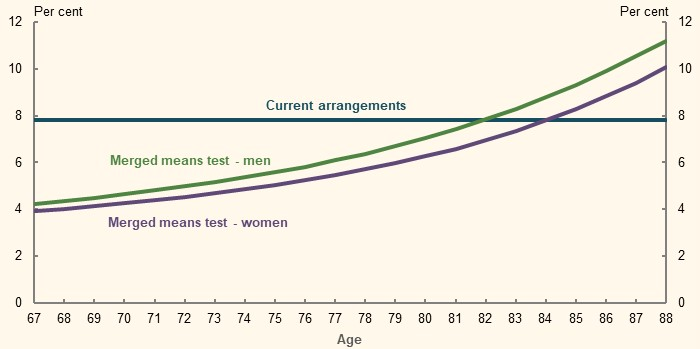 Per cent Per cent
12 12
10 10
Current arrangements
8 8
Merged means test - men
6 6
Merged means test - women
4 4
2 2
0 0
67 68 69 70 71 72 73 74 75 76 77 78 79 80 81 82 83 84 85 86 87 88
Age